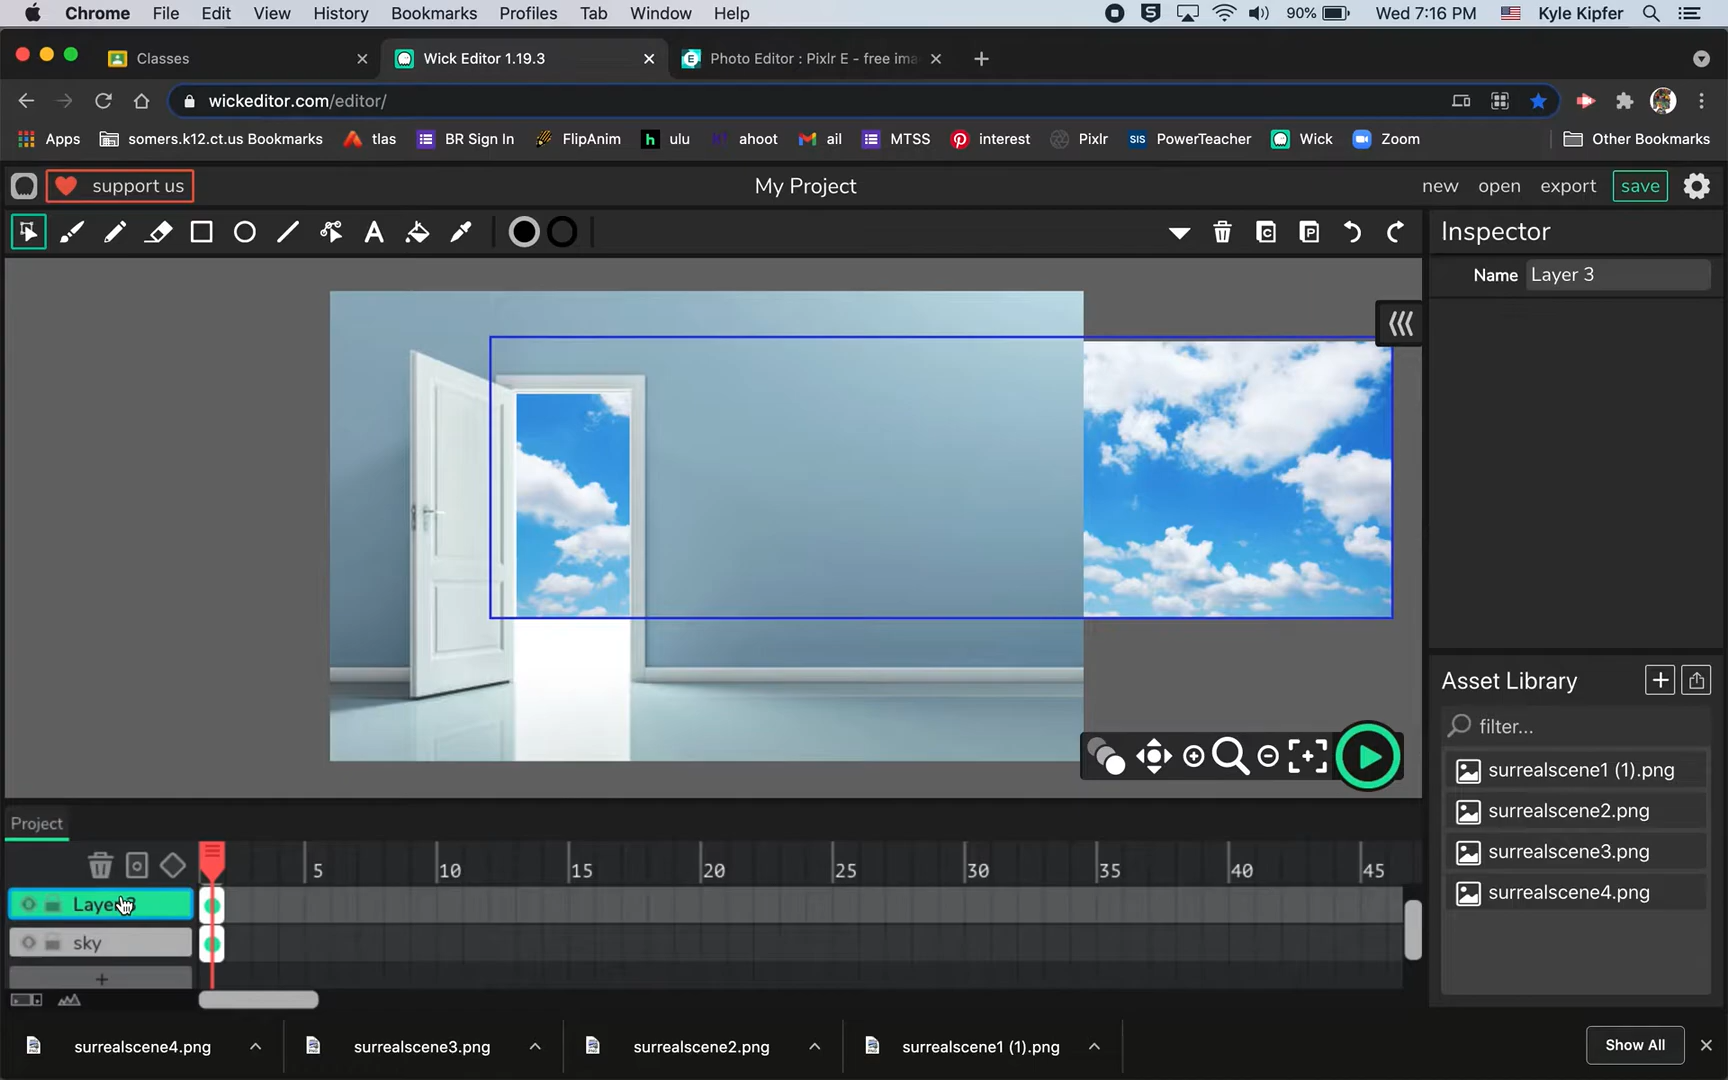 Chrome File Edit View History Bookmarks Profiles Tab Window Help 90% Wed 7:16 PM Kyle Kipfer
Classes Wick Editor 1.19.3 Photo Editor : Pixlr E - free ima
wickeditor.com/editor/
Apps somers.k12.ct.us Bookmarks tlas BR Sign In FlipAnim ulu ahoot ail MTSS interest Pixlr SIS PowerTeacher Wick Zoom Other Bookmarks
support us My Project new open export save
Inspector
Name Layer 3
Asset Library
filter...
surrealscene1 (1).png
surrealscene2.png
surrealscene3.png
surrealscene4.png
Project
5 10 15 20 25 30 35 40 45
Layer 3
sky
surrealscene4.png surrealscene3.png surrealscene2.png surrealscene1 (1).png Show All